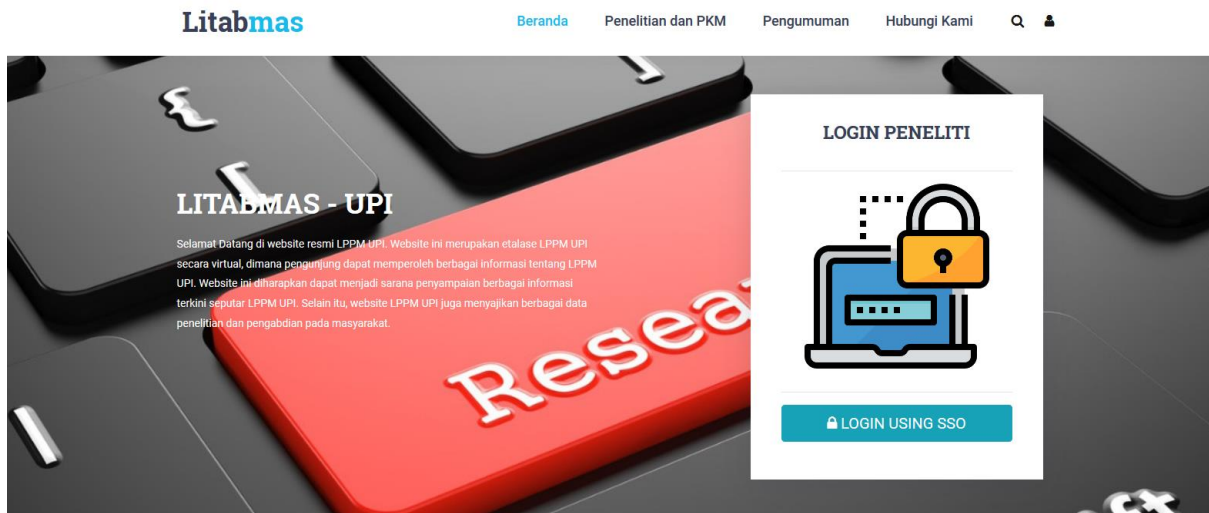 Litabmas
Beranda
Penelitian dan PKM
Pengumuman
Hubungi Kami
LOGIN PENELITI
LITABMAS - UPI
Selamat Datang di website resmi LPPM UPI. Website ini merupakan etalase LPPM UPI
secara virtual, dimana pengunjung dapat memperoleh berbagai informasi tentang LPPM
UPI. Website ini diharapkan dapat menjadi sarana penyampaian berbagai informasi
terkini seputar LPPM UPI. Selain itu, website LPPM UPI juga menyajikan berbagai data
penelitian dan pengabdian pada masyarakat.
LOGIN USING SSO